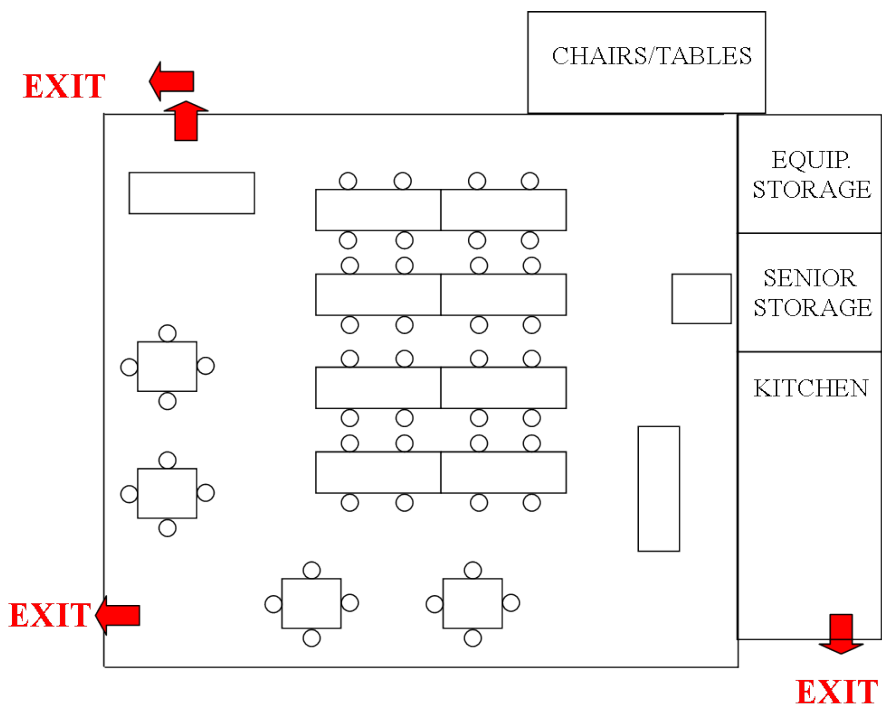 CHAIRS/TABLES
EXIT
EQUIP.
STORAGE
SENIOR
STORAGE
KITCHEN
EXIT
EXIT